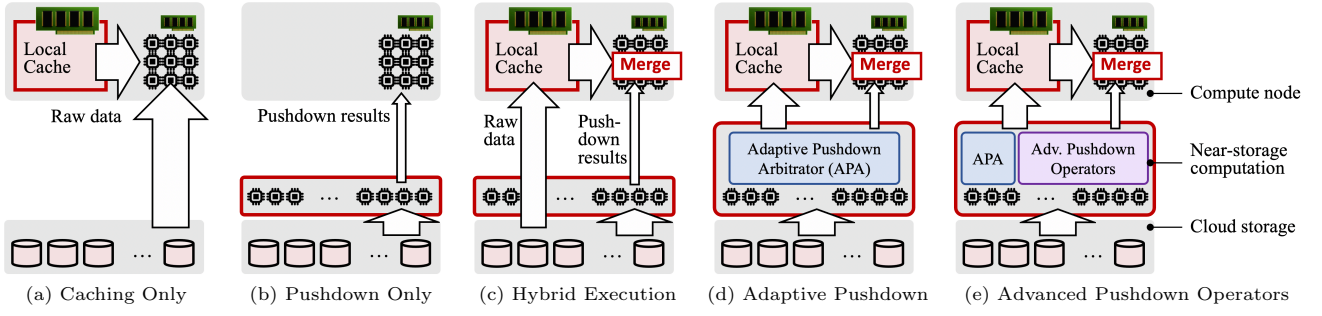 Local
Cache
Raw data
(a) Caching Only
Pushdown results
...
(b) Pushdown Only
Local
Cache
Merge
Raw
data
Push-
down
results
...
(c) Hybrid Execution
Local
Cache
Merge
Adaptive Pushdown
Arbitrator (APA)
...
(d) Adaptive Pushdown
Local
Cache
Merge
APA
Adv. Pushdown
Operators
...
(e) Advanced Pushdown Operators
Compute node
Near-storage
computation
Cloud storage